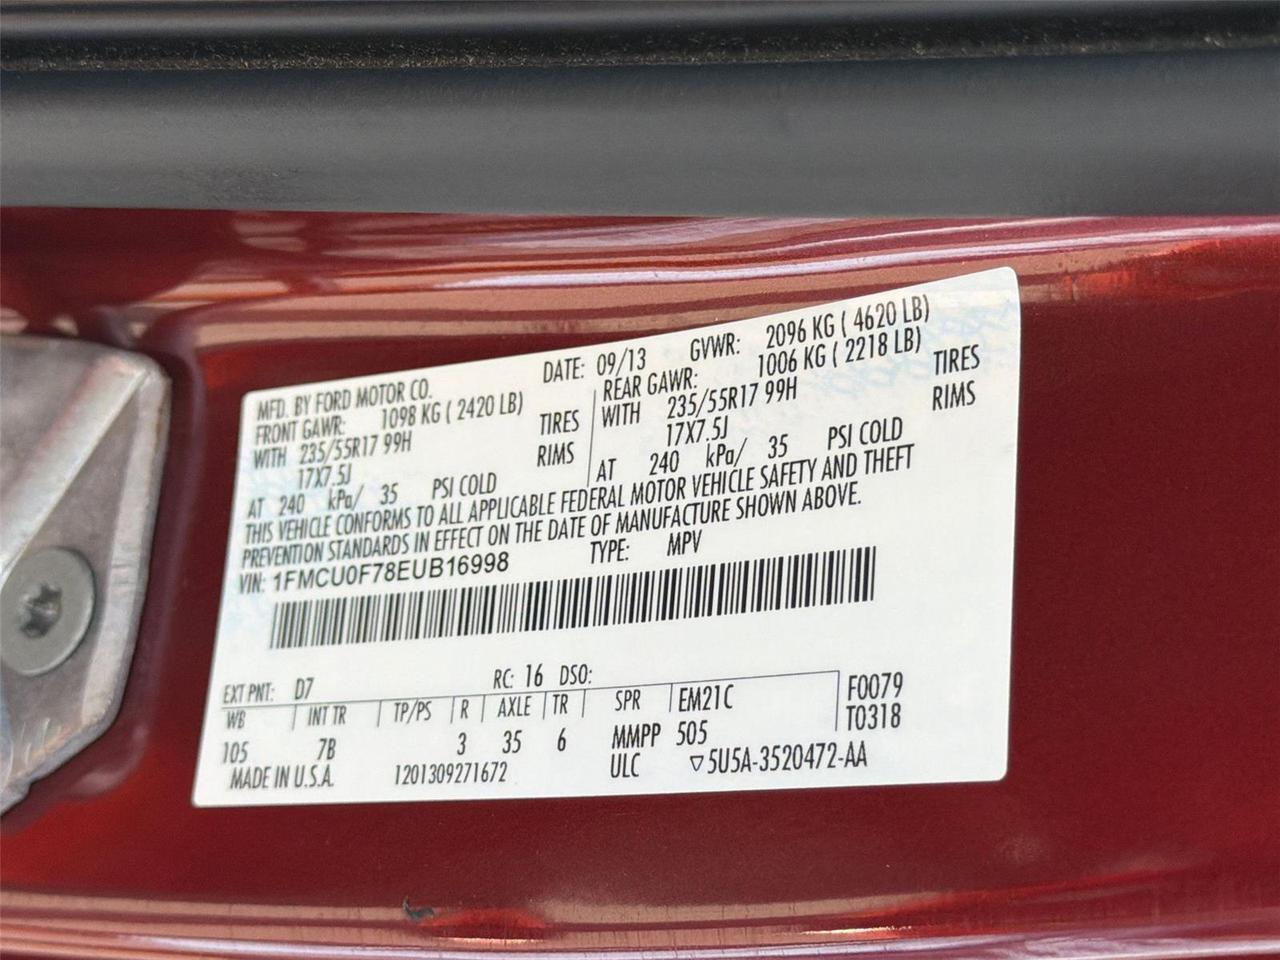 MFD. BY FORD MOTOR CO.
DATE: 09/13 GVWR: 2096 KG ( 4620 LB)
FRONT GAWR: 1098 KG ( 2420 LB)
REAR GAWR: 1006 KG ( 2218 LB)
WITH 235/55R17 99H TIRES
WITH 235/55R17 99H TIRES
17X7.5J RIMS
17X7.5J RIMS
AT 240 kPa/ 35 PSI COLD
AT 240 kPa/ 35 PSI COLD
THIS VEHICLE CONFORMS TO ALL APPLICABLE FEDERAL MOTOR VEHICLE SAFETY AND THEFT
PREVENTION STANDARDS IN EFFECT ON THE DATE OF MANUFACTURE SHOWN ABOVE.
VIN: 1FMCU0F78EUB16998 TYPE: MPV
EXT PNT: D7 RC: 16 DSO:
WB INT TR TP/PS R AXLE TR SPR EM21C F0079
105 7B 3 35 6 MMPP 505 T0318
MADE IN U.S.A. 1201309271672 ULC ▽5U5A-3520472-AA